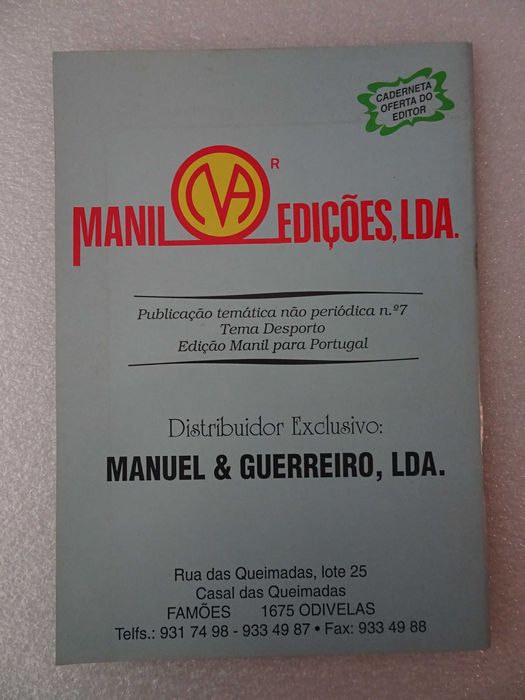 CADERNETA
OFERTA DO
EDITOR
R
MANIL EDIÇÕES, LDA.
Publicação temática não periódica n.º7
Tema Desporto
Edição Manil para Portugal
Distribuidor Exclusivo:
MANUEL & GUERREIRO, LDA.
Rua das Queimadas, lote 25
Casal das Queimadas
FAMÕES 1675 ODIVELAS
Telfs.: 931 74 98 - 933 49 87 • Fax: 933 49 88